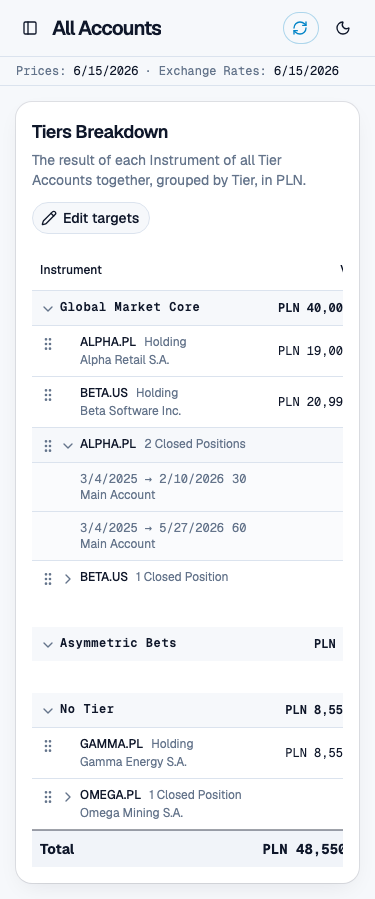 All Accounts
Prices: 6/15/2026 · Exchange Rates: 6/15/2026
Tiers Breakdown
The result of each Instrument of all Tier
Accounts together, grouped by Tier, in PLN.
Edit targets
Instrument
Global Market Core PLN 40,00
ALPHA.PL Holding PLN 19,00
Alpha Retail S.A.
BETA.US Holding PLN 20,99
Beta Software Inc.
ALPHA.PL 2 Closed Positions
3/4/2025 → 2/10/2026 30
Main Account
3/4/2025 → 5/27/2026 60
Main Account
BETA.US 1 Closed Position
Asymmetric Bets PLN
No Tier PLN 8,55
GAMMA.PL Holding PLN 8,55
Gamma Energy S.A.
OMEGA.PL 1 Closed Position
Omega Mining S.A.
Total PLN 48,550